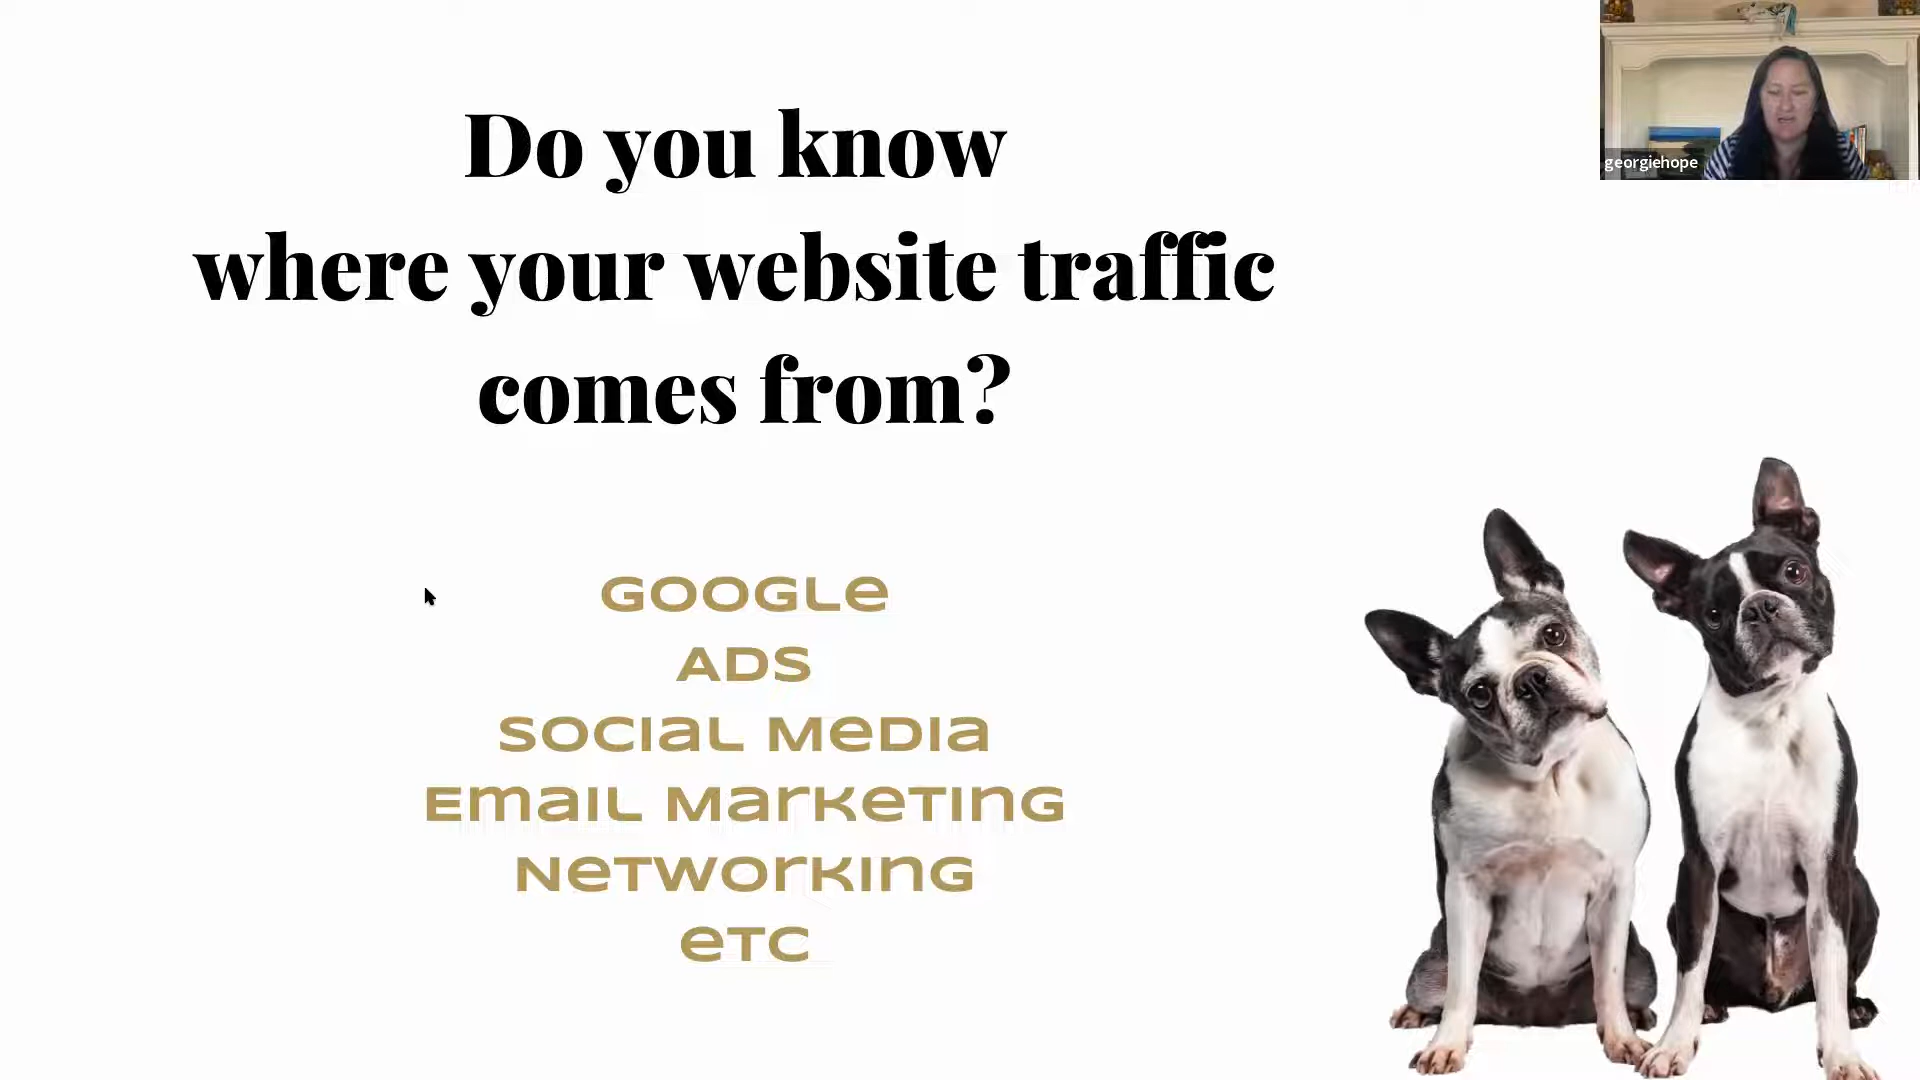 Do you know
where your website traffic
comes from?
georgiehope
GOOGLe
ADS
SOCIaL MeDIa
EmaIL MarKeTInG
NeTWOrKInG
eTC